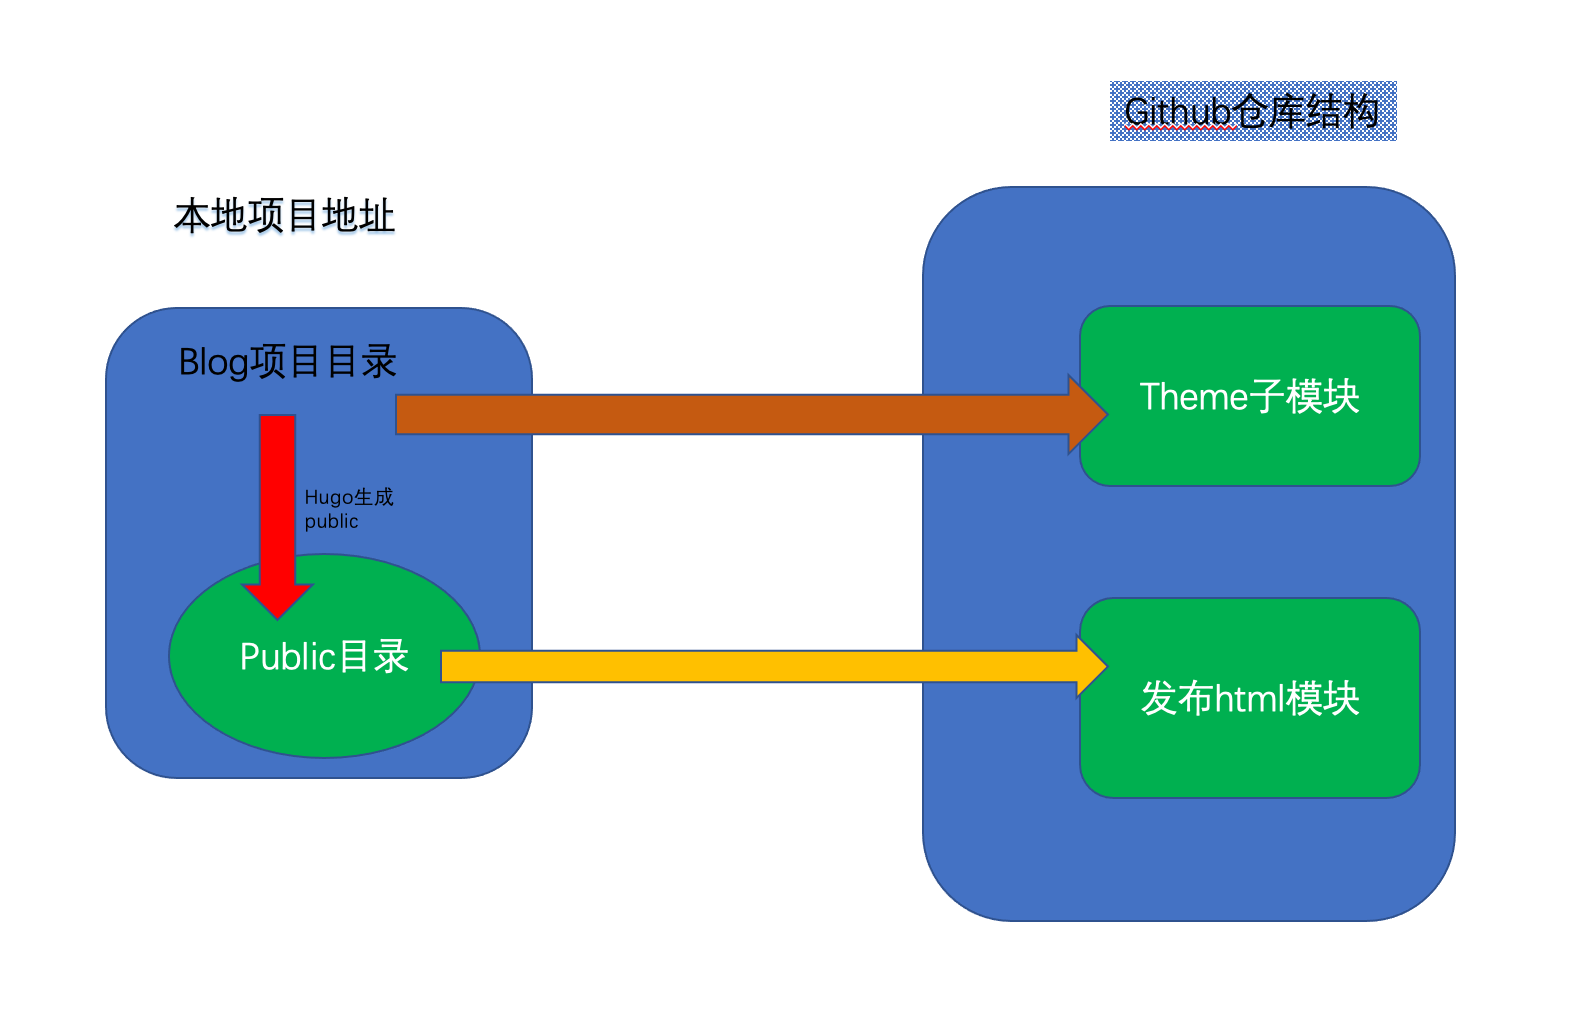 Github仓库结构
本地项目地址
Blog项目目录
Theme子模块
Hugo生成
public
Public目录
发布html模块